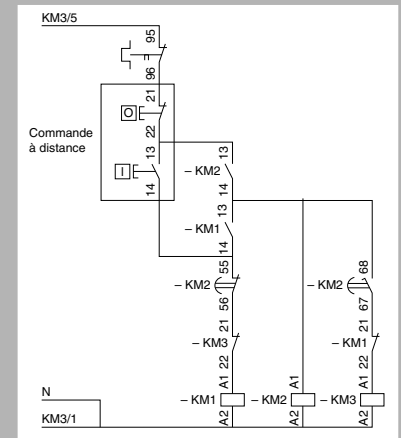 KM3/5
95
96
21
O
22
Commande
à distance
13
I
14
13
– KM2
14
13
– KM1
14
55
– KM2
56
68
– KM2
67
21
– KM3
22
21
– KM1
22
A1
– KM1
A2
A1
– KM2
A2
A1
– KM3
A2
N
KM3/1